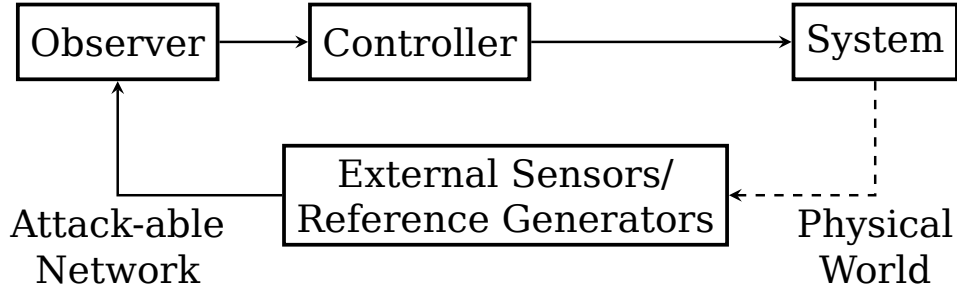 Observer
Controller
System
External Sensors/
Reference Generators
Attack-able
Network
Physical
World